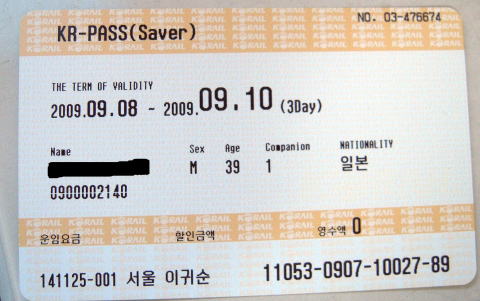 NO. 03-476674
KR-PASS(Saver)
THE TERM OF VALIDITY
2009.09.08 - 2009.09.10 (3Day)
Name Sex Age Companion NATIONALITY
M 39 1 일본
0900002140
운임요금 할인금액 영수액 0
141125-001 서울 이귀순 11053-0907-10027-89